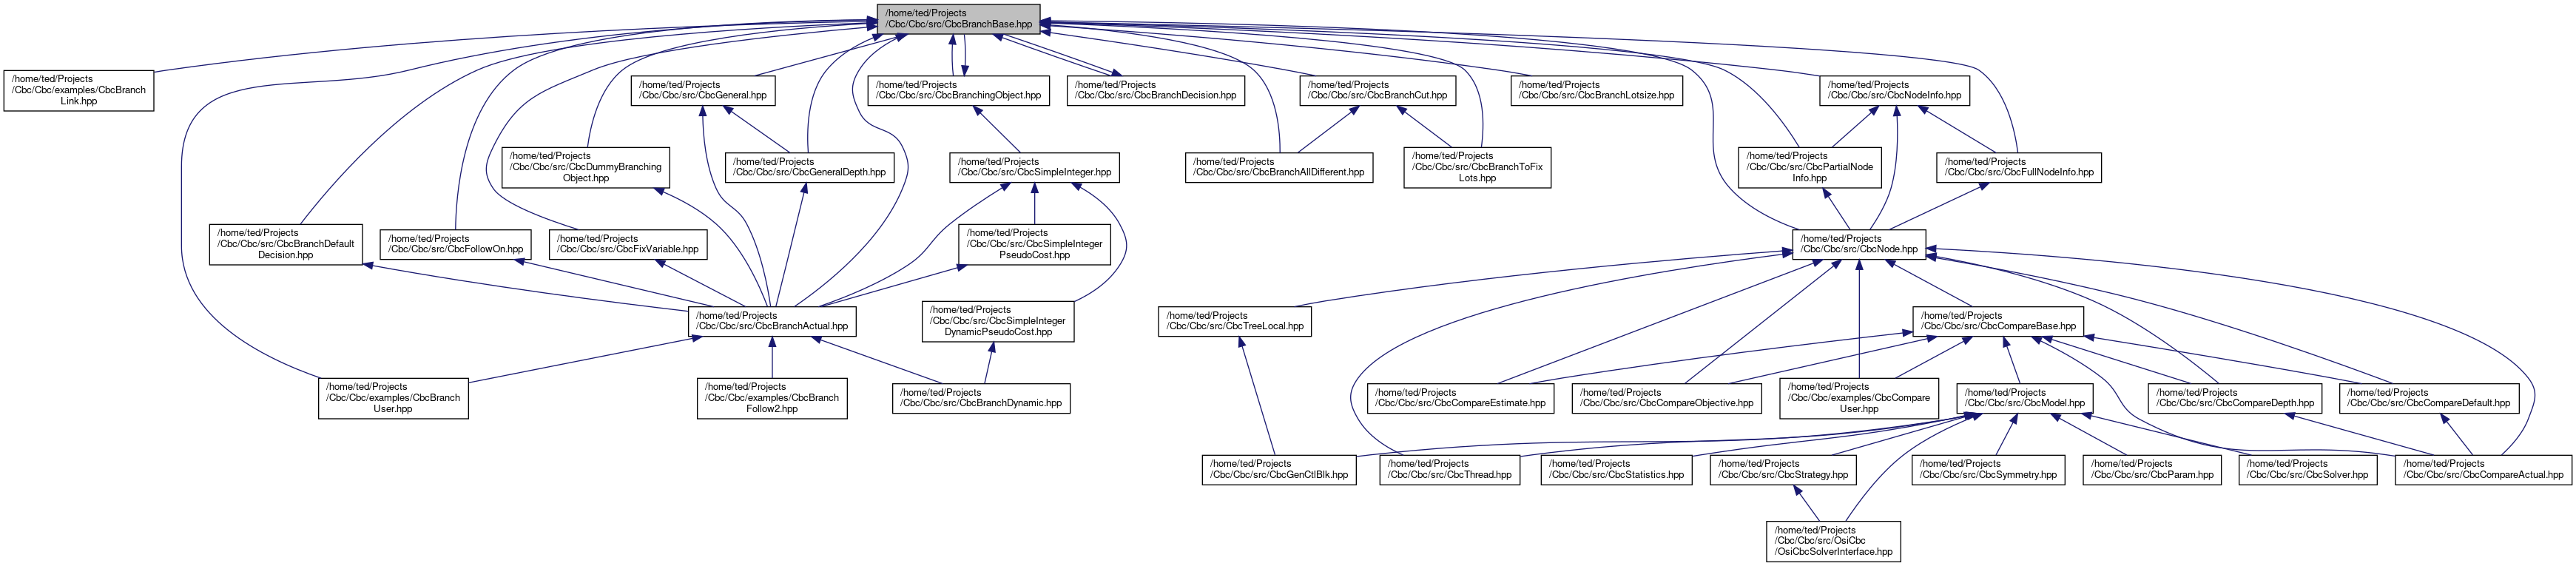 /home/ted/Projects
/Cbc/Cbc/src/CbcBranchBase.hpp
/home/ted/Projects
/Cbc/Cbc/examples/CbcBranch
Link.hpp
/home/ted/Projects
/Cbc/Cbc/src/CbcGeneral.hpp
/home/ted/Projects
/Cbc/Cbc/src/CbcBranchingObject.hpp
/home/ted/Projects
/Cbc/Cbc/src/CbcBranchDecision.hpp
/home/ted/Projects
/Cbc/Cbc/src/CbcBranchCut.hpp
/home/ted/Projects
/Cbc/Cbc/src/CbcBranchLotsize.hpp
/home/ted/Projects
/Cbc/Cbc/src/CbcNodeInfo.hpp
/home/ted/Projects
/Cbc/Cbc/src/CbcDummyBranching
Object.hpp
/home/ted/Projects
/Cbc/Cbc/src/CbcGeneralDepth.hpp
/home/ted/Projects
/Cbc/Cbc/src/CbcSimpleInteger.hpp
/home/ted/Projects
/Cbc/Cbc/src/CbcBranchAllDifferent.hpp
/home/ted/Projects
/Cbc/Cbc/src/CbcBranchToFix
Lots.hpp
/home/ted/Projects
/Cbc/Cbc/src/CbcPartialNode
Info.hpp
/home/ted/Projects
/Cbc/Cbc/src/CbcFullNodeInfo.hpp
/home/ted/Projects
/Cbc/Cbc/src/CbcBranchDefault
Decision.hpp
/home/ted/Projects
/Cbc/Cbc/src/CbcFollowOn.hpp
/home/ted/Projects
/Cbc/Cbc/src/CbcFixVariable.hpp
/home/ted/Projects
/Cbc/Cbc/src/CbcSimpleInteger
PseudoCost.hpp
/home/ted/Projects
/Cbc/Cbc/src/CbcNode.hpp
/home/ted/Projects
/Cbc/Cbc/src/CbcBranchActual.hpp
/home/ted/Projects
/Cbc/Cbc/src/CbcSimpleInteger
DynamicPseudoCost.hpp
/home/ted/Projects
/Cbc/Cbc/src/CbcTreeLocal.hpp
/home/ted/Projects
/Cbc/Cbc/src/CbcCompareBase.hpp
/home/ted/Projects
/Cbc/Cbc/examples/CbcBranch
User.hpp
/home/ted/Projects
/Cbc/Cbc/examples/CbcBranch
Follow2.hpp
/home/ted/Projects
/Cbc/Cbc/src/CbcBranchDynamic.hpp
/home/ted/Projects
/Cbc/Cbc/src/CbcCompareEstimate.hpp
/home/ted/Projects
/Cbc/Cbc/src/CbcCompareObjective.hpp
/home/ted/Projects
/Cbc/Cbc/examples/CbcCompare
User.hpp
/home/ted/Projects
/Cbc/Cbc/src/CbcModel.hpp
/home/ted/Projects
/Cbc/Cbc/src/CbcCompareDepth.hpp
/home/ted/Projects
/Cbc/Cbc/src/CbcCompareDefault.hpp
/home/ted/Projects
/Cbc/Cbc/src/CbcGenCtlBlk.hpp
/home/ted/Projects
/Cbc/Cbc/src/CbcThread.hpp
/home/ted/Projects
/Cbc/Cbc/src/CbcStatistics.hpp
/home/ted/Projects
/Cbc/Cbc/src/CbcStrategy.hpp
/home/ted/Projects
/Cbc/Cbc/src/CbcSymmetry.hpp
/home/ted/Projects
/Cbc/Cbc/src/CbcParam.hpp
/home/ted/Projects
/Cbc/Cbc/src/CbcSolver.hpp
/home/ted/Projects
/Cbc/Cbc/src/CbcCompareActual.hpp
/home/ted/Projects
/Cbc/Cbc/src/OsiCbc
/OsiCbcSolverInterface.hpp